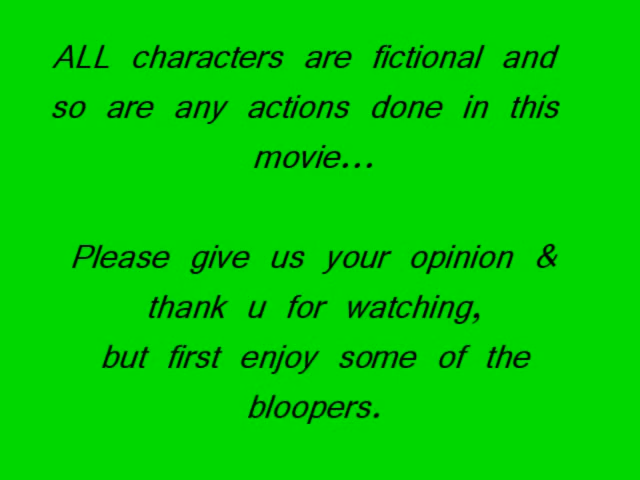 ALL characters are fictional and
so are any actions done in this
movie...
Please give us your opinion &
thank u for watching,
but first enjoy some of the
bloopers.